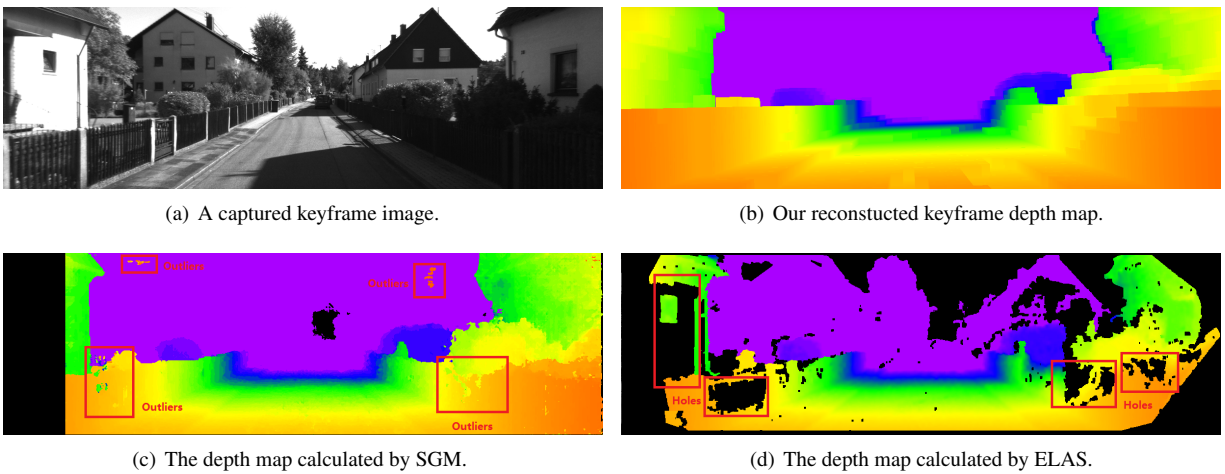 (a) A captured keyframe image.
(b) Our reconstucted keyframe depth map.
Outliers
Outliers
Outliers
Outliers
Holes
Holes
(c) The depth map calculated by SGM.
(d) The depth map calculated by ELAS.